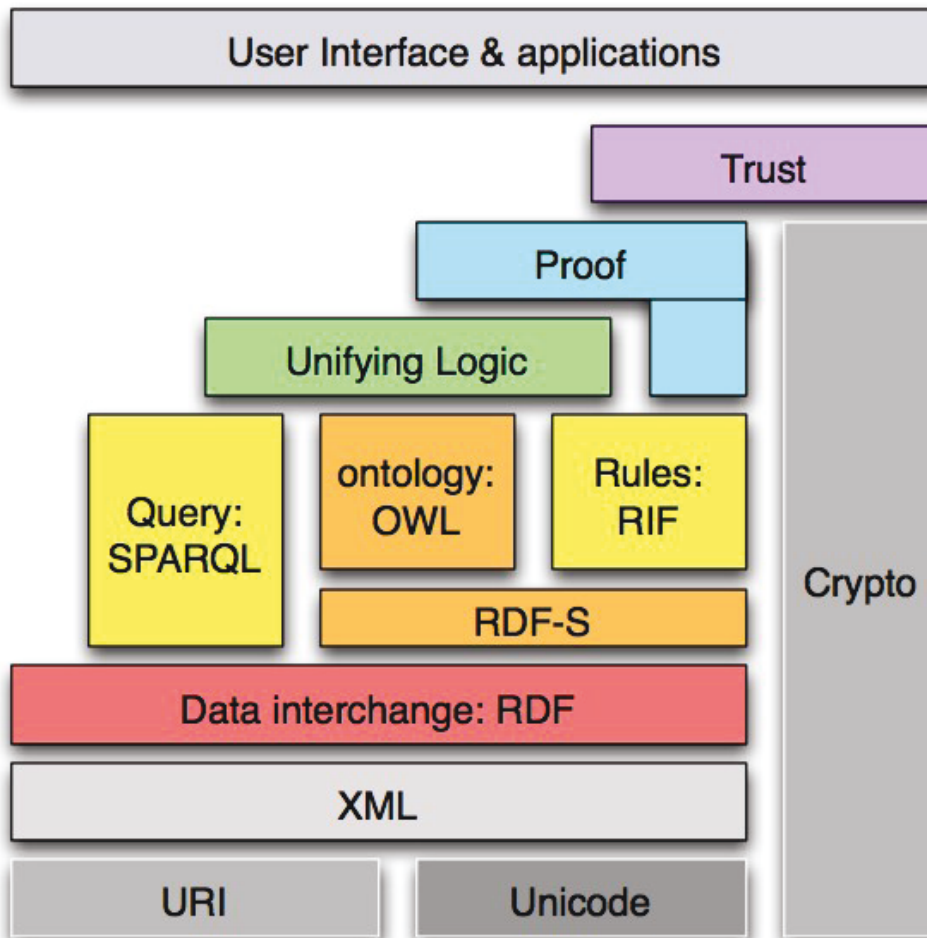 User Interface & applications
Trust
Proof
Unifying Logic
ontology:
OWL
Rules:
RIF
Query:
SPARQL
Crypto
RDF-S
Data interchange: RDF
XML
URI
Unicode